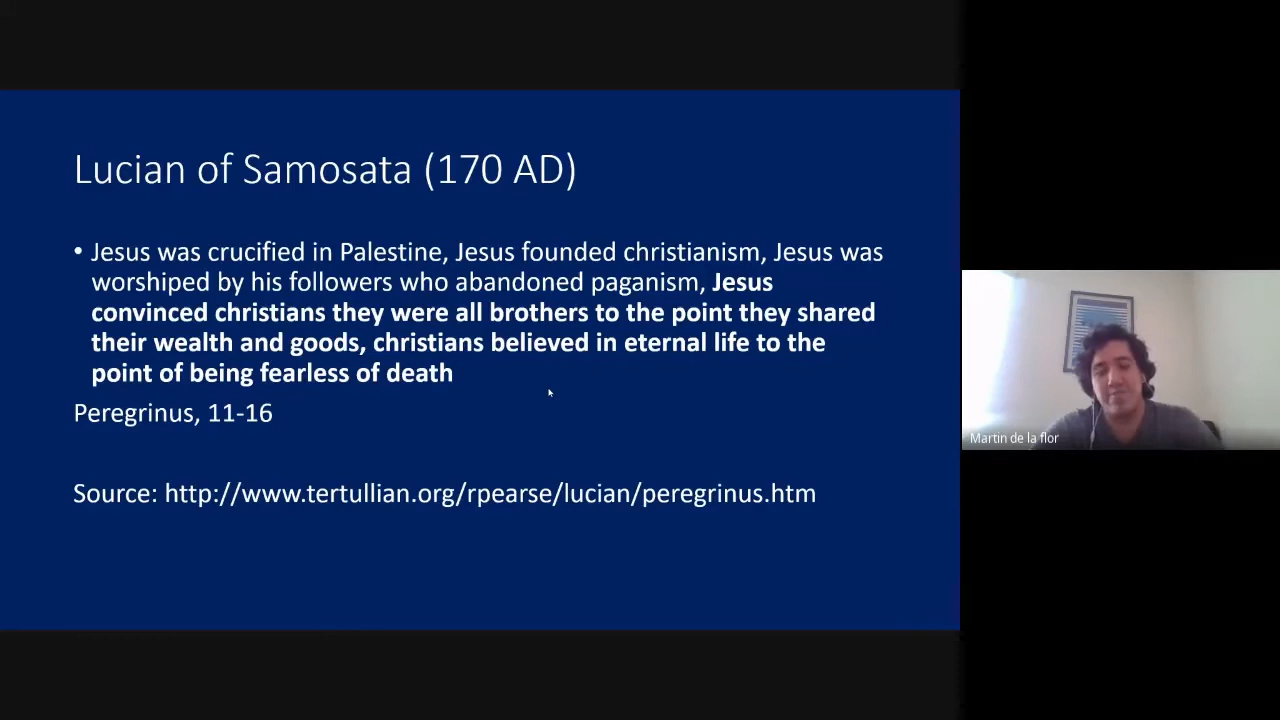 Lucian of Samosata (170 AD)
• Jesus was crucified in Palestine, Jesus founded christianism, Jesus was
worshiped by his followers who abandoned paganism, Jesus
convinced christians they were all brothers to the point they shared
their wealth and goods, christians believed in eternal life to the
point of being fearless of death
Peregrinus, 11-16
Source: http://www.tertullian.org/rpearse/lucian/peregrinus.htm
Martin de la flor